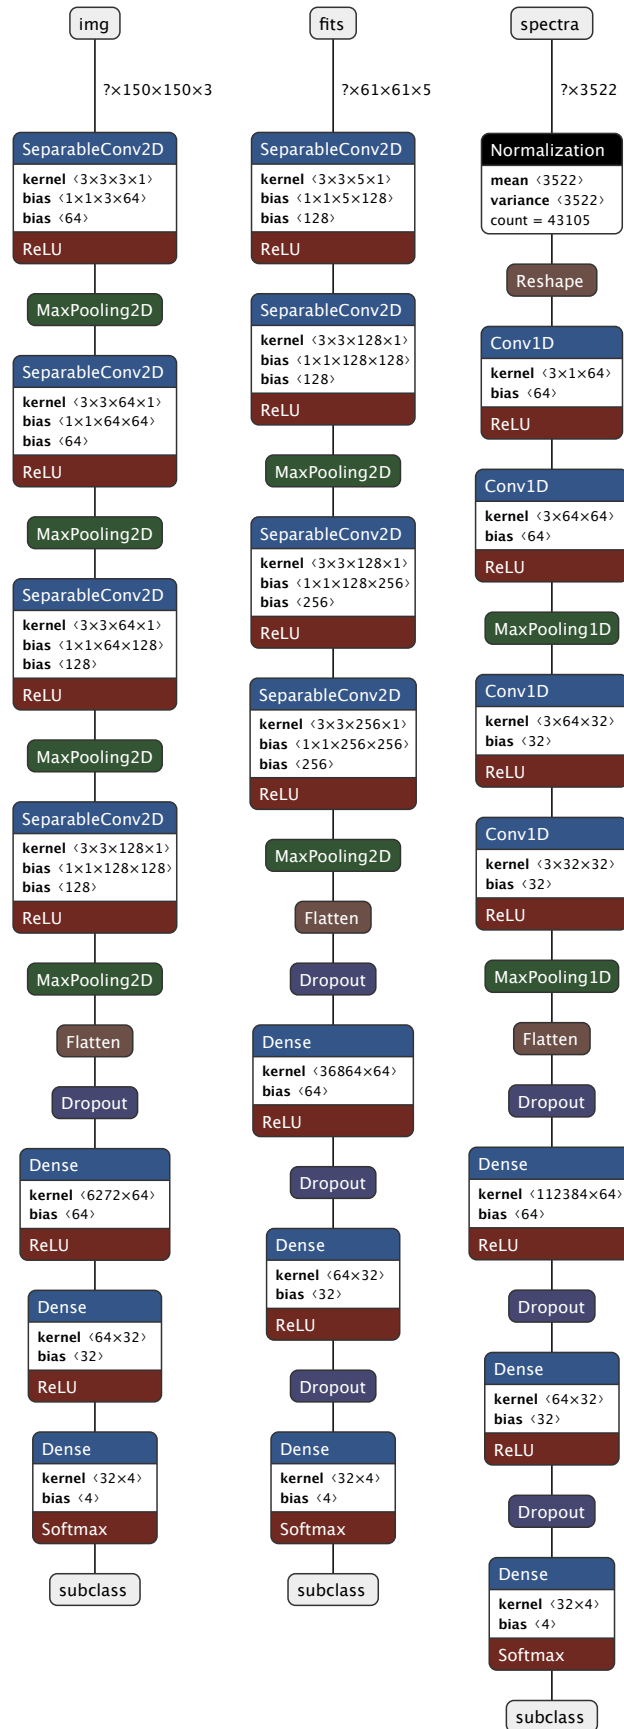 img
?×150×150×3
SeparableConv2D
kernel ⟨3×3×3×1⟩
bias ⟨1×1×3×64⟩
bias ⟨64⟩
ReLU
MaxPooling2D
SeparableConv2D
kernel ⟨3×3×64×1⟩
bias ⟨1×1×64×64⟩
bias ⟨64⟩
ReLU
MaxPooling2D
SeparableConv2D
kernel ⟨3×3×64×1⟩
bias ⟨1×1×64×128⟩
bias ⟨128⟩
ReLU
MaxPooling2D
SeparableConv2D
kernel ⟨3×3×128×1⟩
bias ⟨1×1×128×128⟩
bias ⟨128⟩
ReLU
MaxPooling2D
Flatten
Dropout
Dense
kernel ⟨6272×64⟩
bias ⟨64⟩
ReLU
Dense
kernel ⟨64×32⟩
bias ⟨32⟩
ReLU
Dense
kernel ⟨32×4⟩
bias ⟨4⟩
Softmax
subclass
fits
?×61×61×5
SeparableConv2D
kernel ⟨3×3×5×1⟩
bias ⟨1×1×5×128⟩
bias ⟨128⟩
ReLU
SeparableConv2D
kernel ⟨3×3×128×1⟩
bias ⟨1×1×128×128⟩
bias ⟨128⟩
ReLU
MaxPooling2D
SeparableConv2D
kernel ⟨3×3×128×1⟩
bias ⟨1×1×128×256⟩
bias ⟨256⟩
ReLU
SeparableConv2D
kernel ⟨3×3×256×1⟩
bias ⟨1×1×256×256⟩
bias ⟨256⟩
ReLU
MaxPooling2D
Flatten
Dropout
Dense
kernel ⟨36864×64⟩
bias ⟨64⟩
ReLU
Dropout
Dense
kernel ⟨64×32⟩
bias ⟨32⟩
ReLU
Dropout
Dense
kernel ⟨32×4⟩
bias ⟨4⟩
Softmax
subclass
spectra
?×3522
Normalization
mean ⟨3522⟩
variance ⟨3522⟩
count = 43105
Reshape
Conv1D
kernel ⟨3×1×64⟩
bias ⟨64⟩
ReLU
Conv1D
kernel ⟨3×64×64⟩
bias ⟨64⟩
ReLU
MaxPooling1D
Conv1D
kernel ⟨3×64×32⟩
bias ⟨32⟩
ReLU
Conv1D
kernel ⟨3×32×32⟩
bias ⟨32⟩
ReLU
MaxPooling1D
Flatten
Dropout
Dense
kernel ⟨112384×64⟩
bias ⟨64⟩
ReLU
Dropout
Dense
kernel ⟨64×32⟩
bias ⟨32⟩
ReLU
Dropout
Dense
kernel ⟨32×4⟩
bias ⟨4⟩
Softmax
subclass